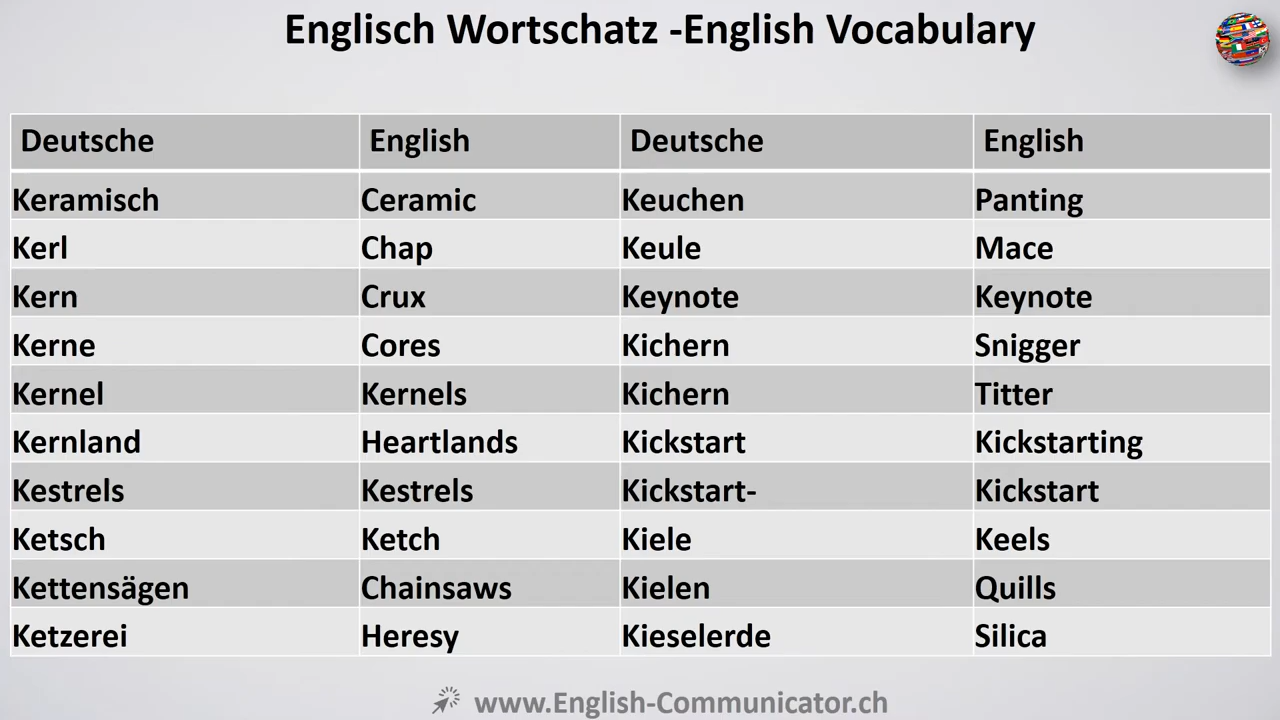 Englisch Wortschatz -English Vocabulary
Deutsche English Deutsche English
Keramisch Ceramic Keuchen Panting
Kerl Chap Keule Mace
Kern Crux Keynote Keynote
Kerne Cores Kichern Snigger
Kernel Kernels Kichern Titter
Kernland Heartlands Kickstart Kickstarting
Kestrels Kestrels Kickstart- Kickstart
Ketsch Ketch Kiele Keels
Kettensägen Chainsaws Kielen Quills
Ketzerei Heresy Kieselerde Silica
www.English-Communicator.ch